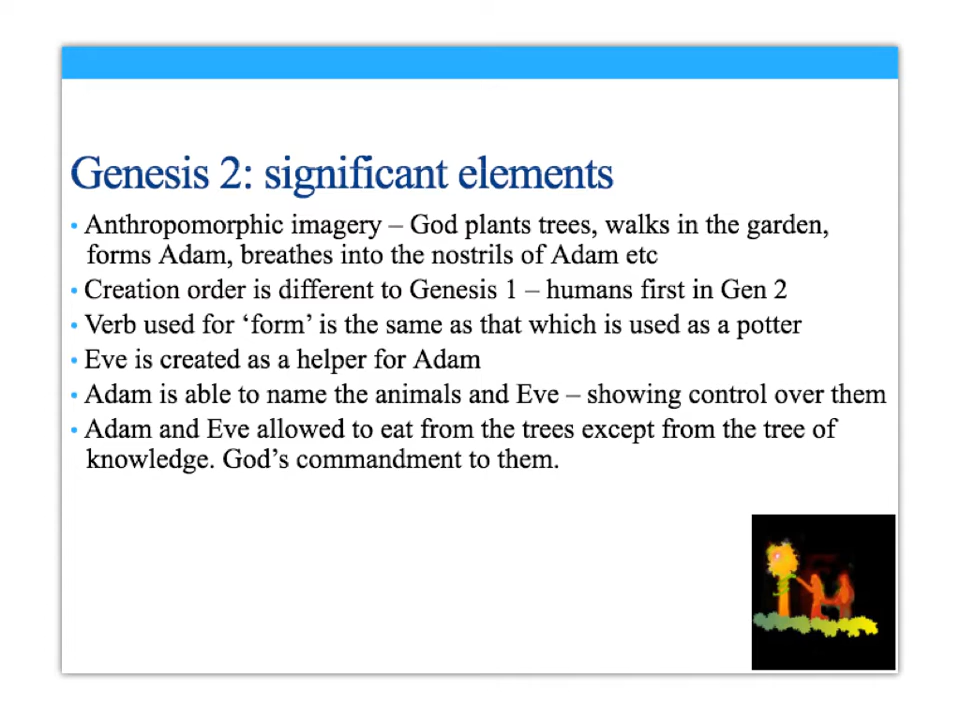 Genesis 2: significant elements
• Anthropomorphic imagery – God plants trees, walks in the garden,
forms Adam, breathes into the nostrils of Adam etc
• Creation order is different to Genesis 1 – humans first in Gen 2
• Verb used for ‘form’ is the same as that which is used as a potter
• Eve is created as a helper for Adam
• Adam is able to name the animals and Eve – showing control over them
• Adam and Eve allowed to eat from the trees except from the tree of
knowledge. God’s commandment to them.